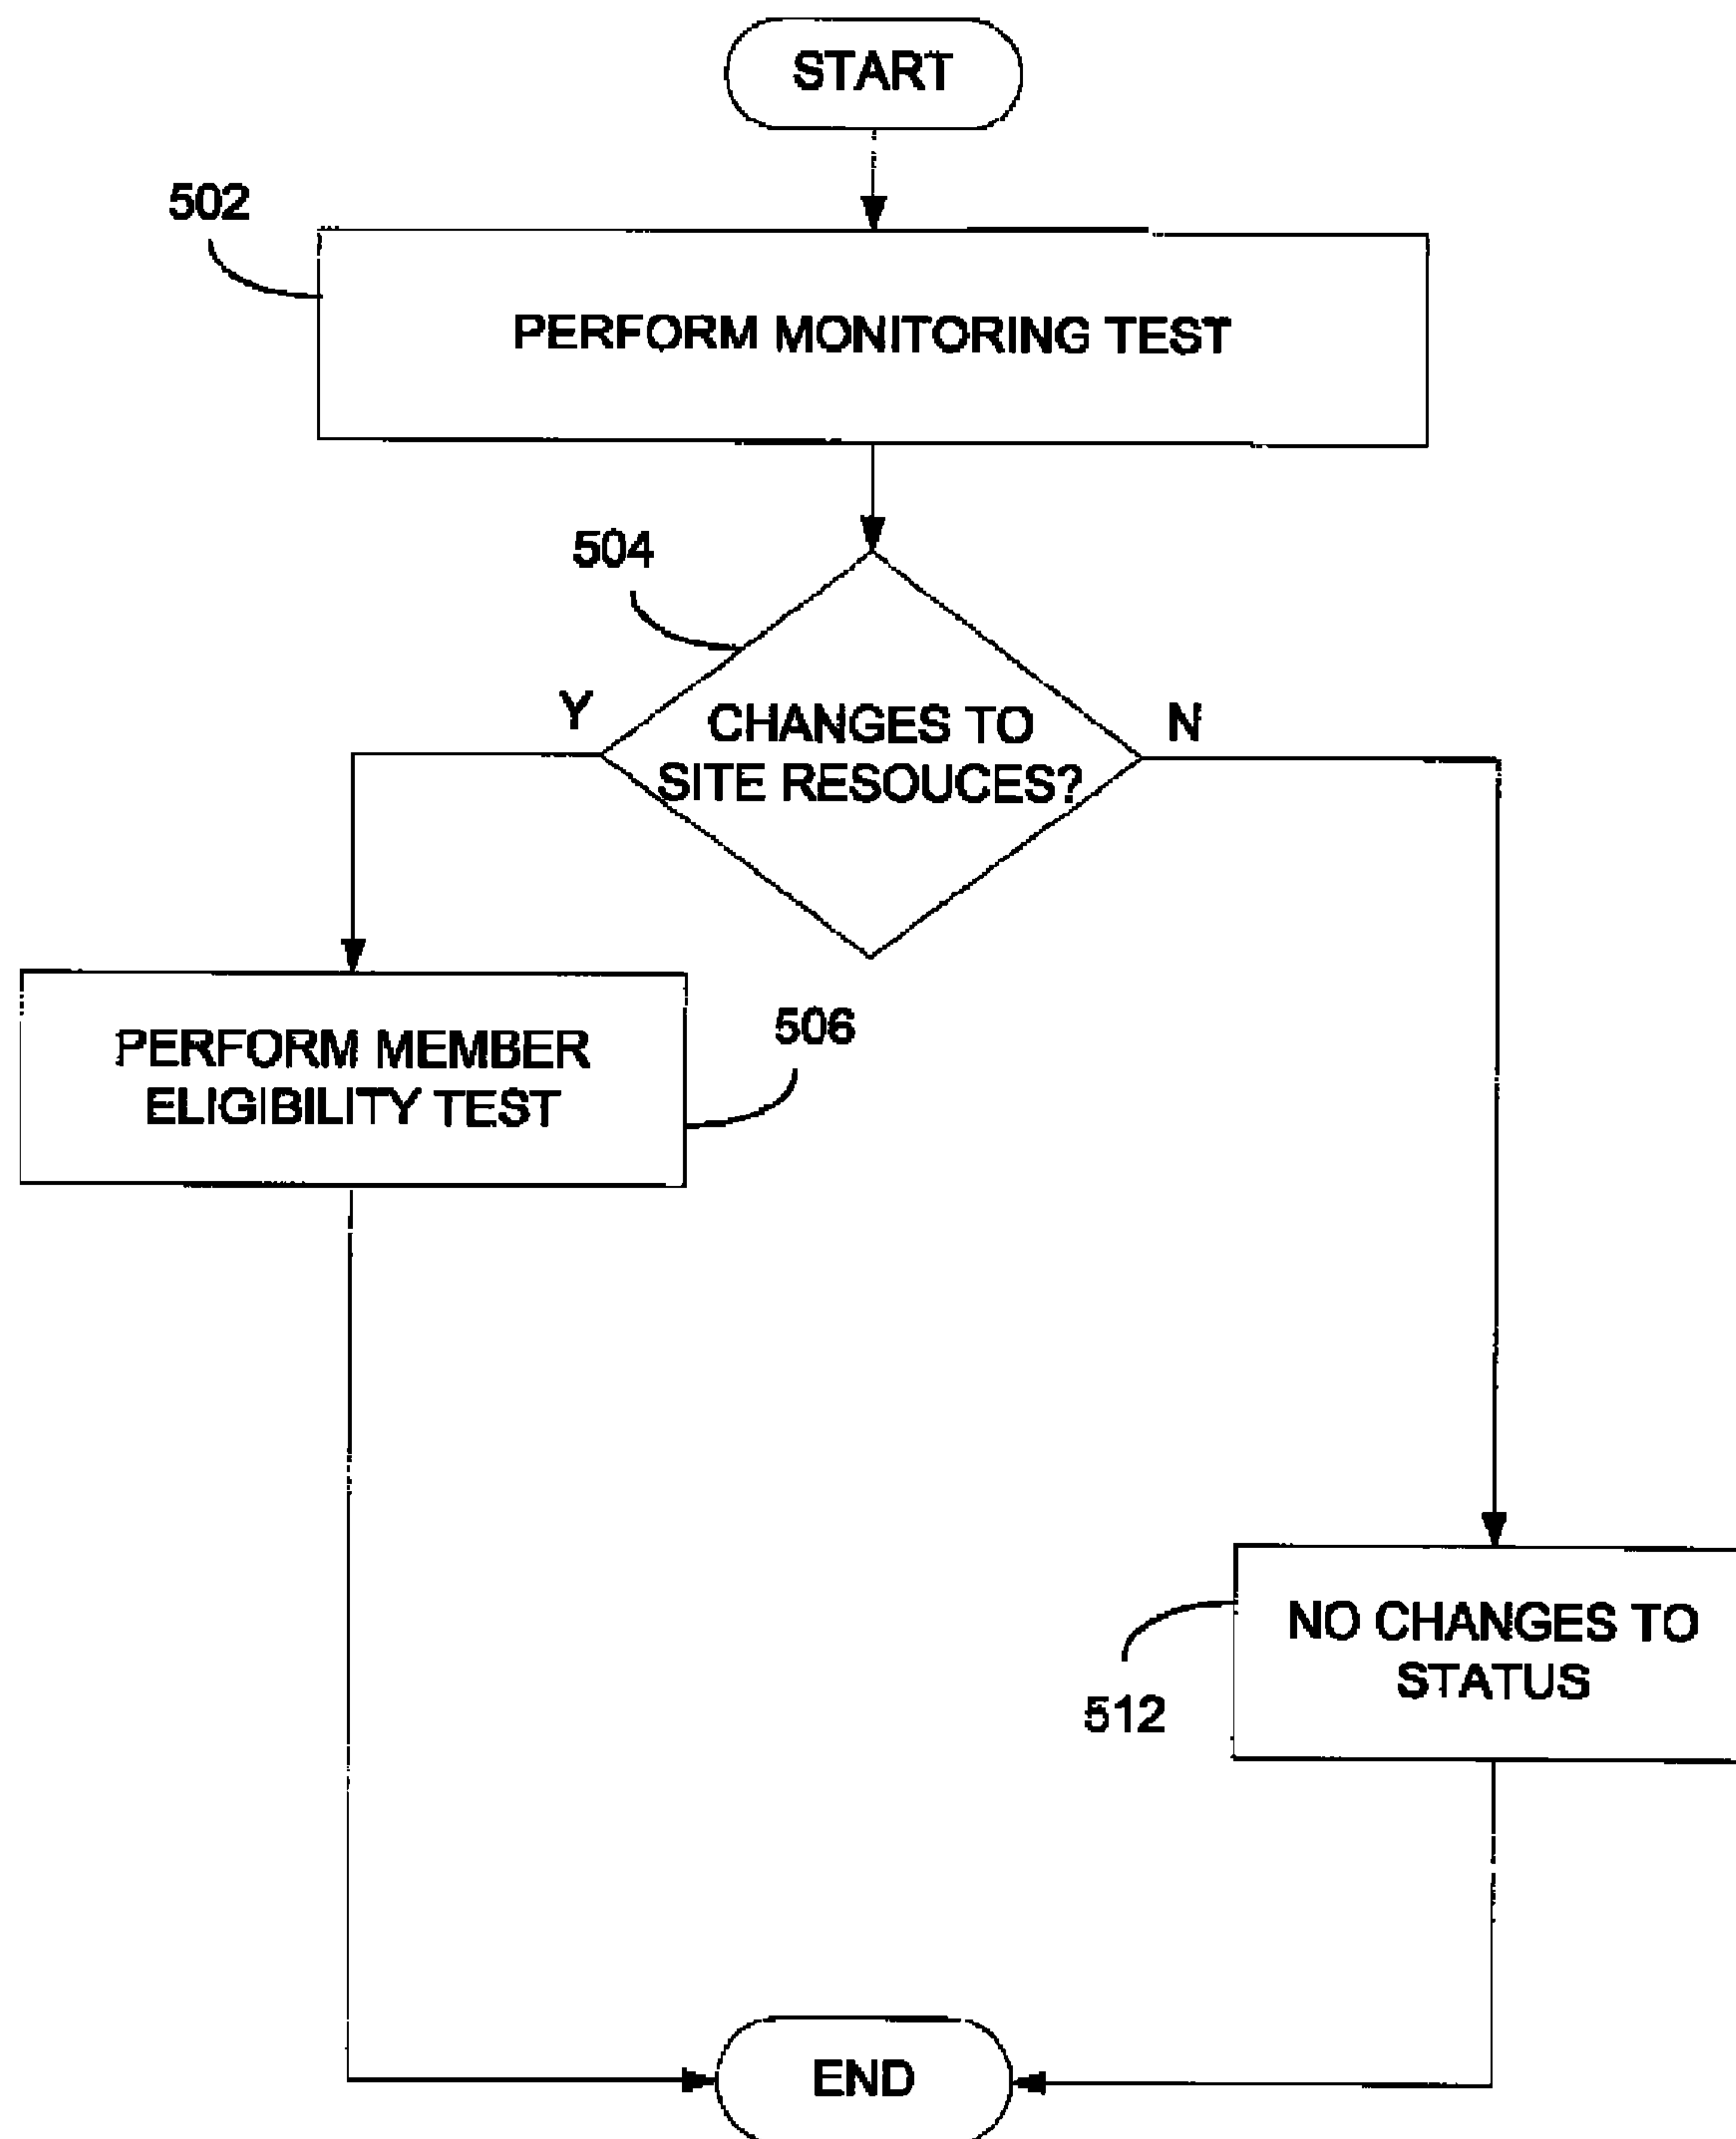 START
502
PERFORM MONITORING TEST
504
Y
CHANGES TO
SITE RESOUCES?
N
PERFORM MEMBER
ELIGIBILITY TEST
506
NO CHANGES TO
STATUS
512
END